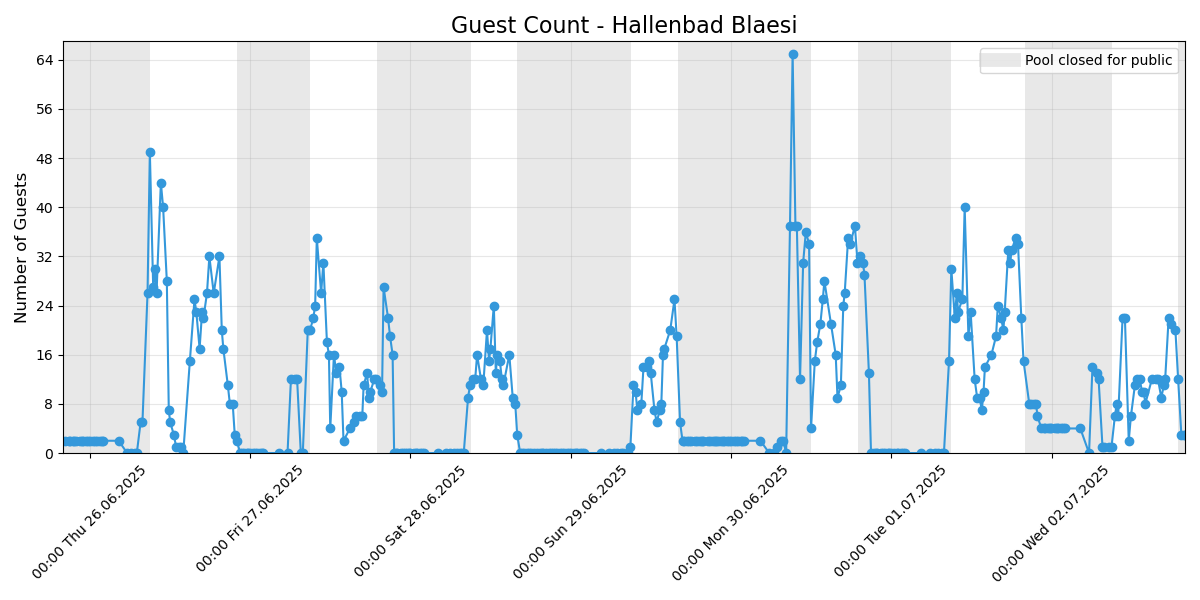 Guest Count - Hallenbad Blaesi
Pool closed for public
Number of Guests
64
56
48
40
32
24
16
8
0
00:00 Thu 26.06.2025
00:00 Fri 27.06.2025
00:00 Sat 28.06.2025
00:00 Sun 29.06.2025
00:00 Mon 30.06.2025
00:00 Tue 01.07.2025
00:00 Wed 02.07.2025